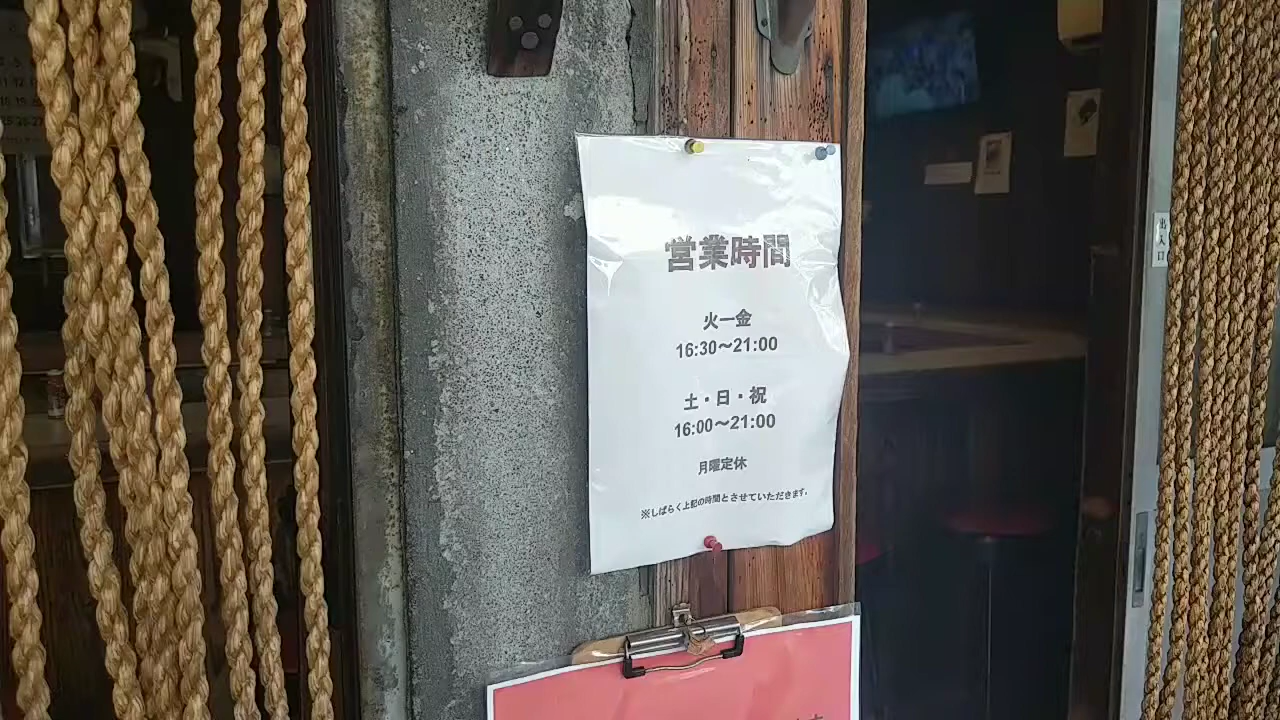 営業時間
火ー金
16:30〜21:00
土・日・祝
16:00〜21:00
月曜定休
※しばらく上記の時間とさせていただきます。
出入口